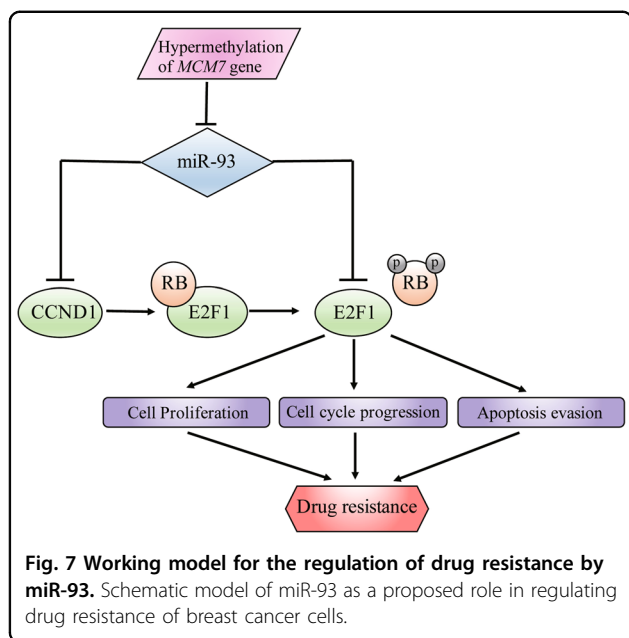 Hypermethylation
of MCM7 gene
miR-93
CCND1
RB
E2F1
E2F1
p
p
RB
Cell Proliferation
Cell cycle progression
Apoptosis evasion
Drug resistance
Fig. 7 Working model for the regulation of drug resistance by
miR-93. Schematic model of miR-93 as a proposed role in regulating
drug resistance of breast cancer cells.